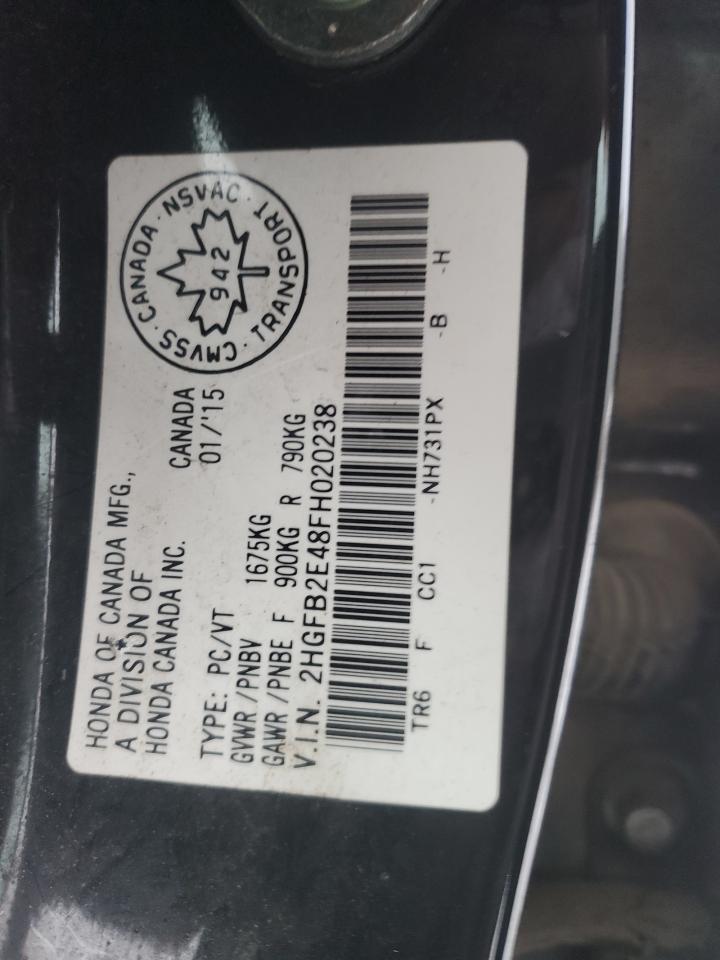 HONDA OF CANADA MFG.,
A DIVISION OF
HONDA CANADA INC.
CANADA
01/'15
TYPE: PC/VT
GVWR/PNBV 1675KG
GAWR/PNBE F 900KG R 790KG
V.I.N. 2HGFB2E48FH020238
TR6 F CC1 -NH731PX -B -H
CMVSS · CANADA · NSVAC · TRANSPORT ·
942